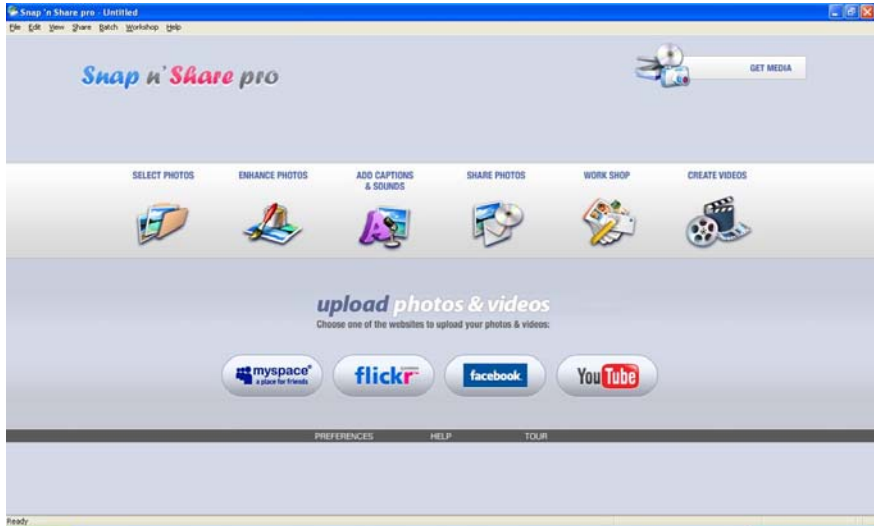 Snap 'n Share pro - Untitled
File Edit View Share Batch Workshop Help
Snap n' Share pro
GET MEDIA
SELECT PHOTOS
ENHANCE PHOTOS
ADD CAPTIONS
& SOUNDS
SHARE PHOTOS
WORK SHOP
CREATE VIDEOS
upload photos & videos
Choose one of the websites to upload your photos & videos:
myspace
a place for friends
flickr
facebook
You Tube
PREFERENCES HELP TOUR
Ready